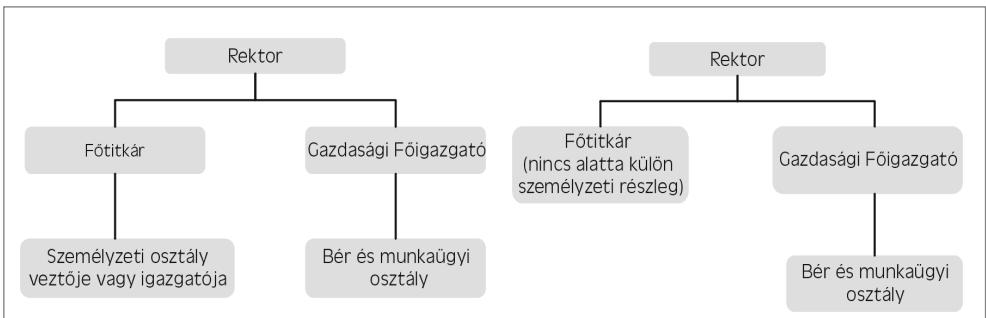 Rektor
Főtitkár
Gazdasági Főigazgató
Személyzeti osztály
veztője vagy igazgatója
Bér és munkaügyi
osztály
Rektor
Főtitkár
(nincs alatta külön
személyzeti részleg)
Gazdasági Főigazgató
Bér és munkaügyi
osztály